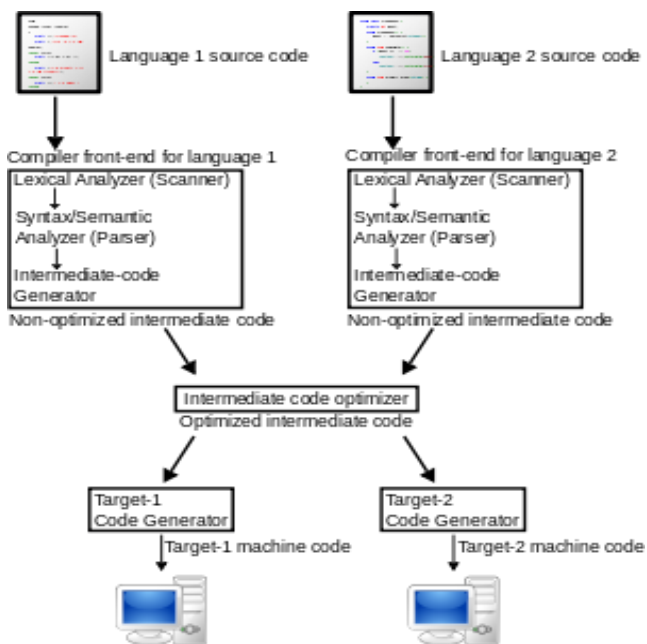 Language 1 source code
Language 2 source code
Compiler front-end for language 1
Lexical Analyzer (Scanner)
Syntax/Semantic
Analyzer (Parser)
Intermediate-code
Generator
Non-optimized intermediate code
Compiler front-end for language 2
Lexical Analyzer (Scanner)
Syntax/Semantic
Analyzer (Parser)
Intermediate-code
Generator
Non-optimized intermediate code
Intermediate code optimizer
Optimized intermediate code
Target-1
Code Generator
Target-1 machine code
Target-2
Code Generator
Target-2 machine code